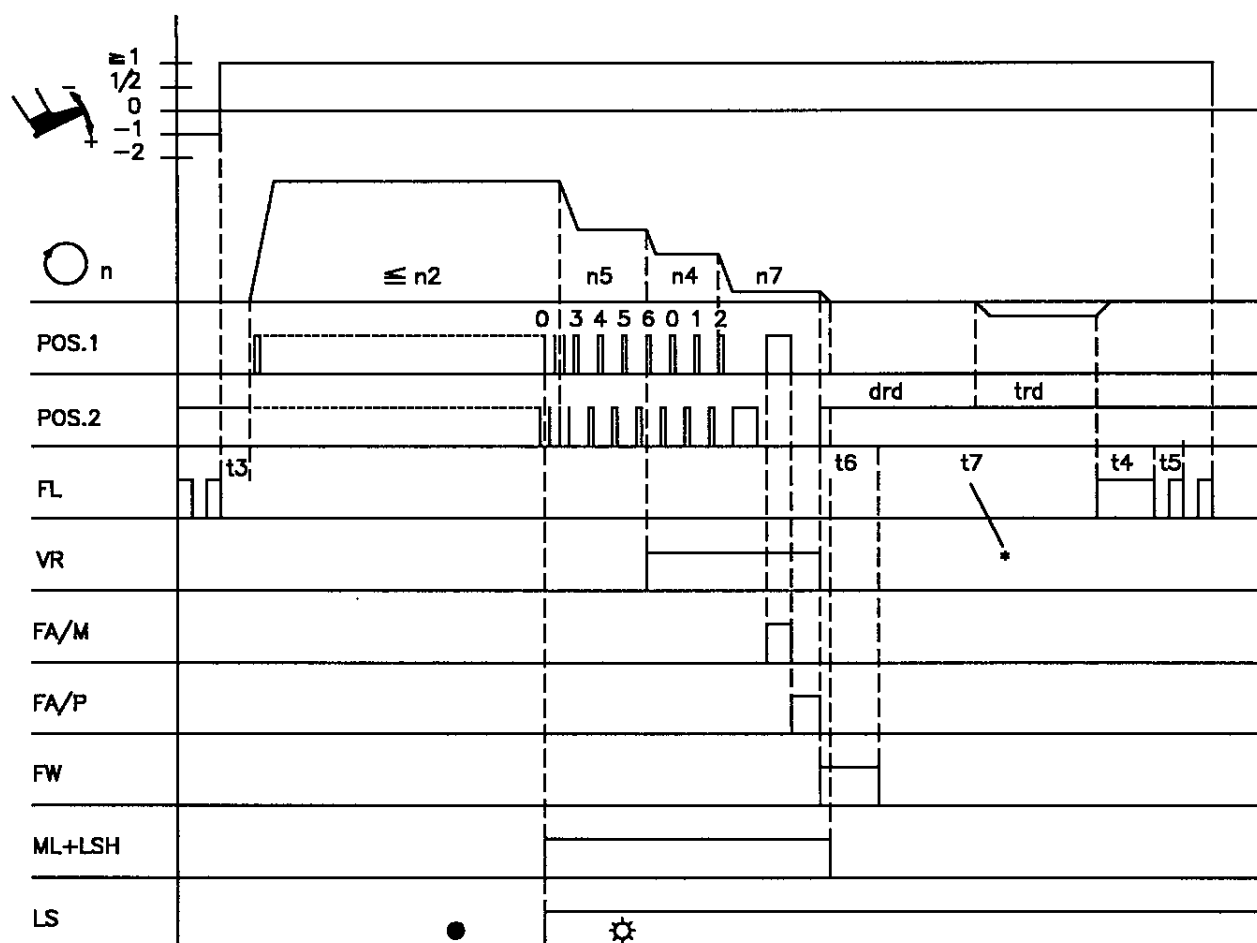 ≧ 1
1/2
0
-1
-2
- +
n
≦ n2 n5 n4 n7
0 3 4 5 6 0 1 2
POS.1
drd trd
POS.2
t3 t6 t7 t4 t5
FL
*
VR
FA/M
FA/P
FW
ML+LSH
LS